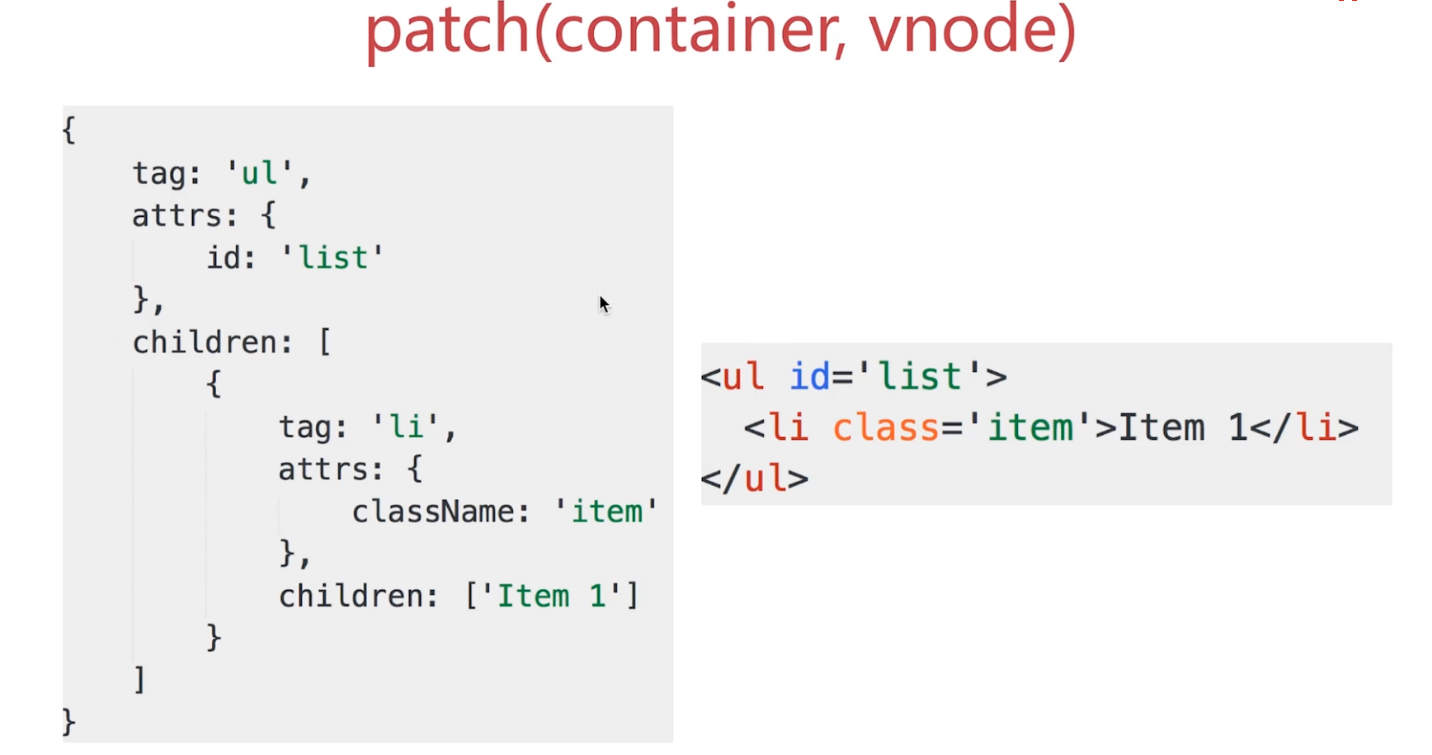 patch(container, vnode)
{
    tag: 'ul',
    attrs: {
        id: 'list'
    },
    children: [
        {
            tag: 'li',
            attrs: {
                className: 'item'
            },
            children: ['Item 1']
        }
    ]
}
<ul id='list'>
  <li class='item'>Item 1</li>
</ul>